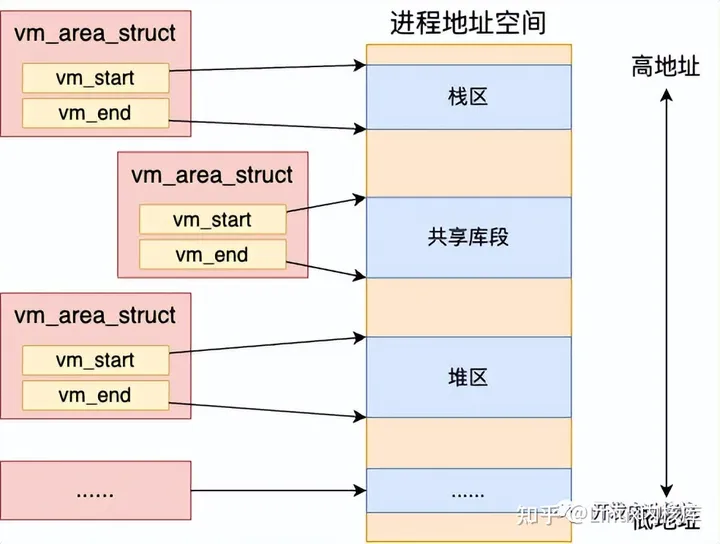 vm_area_struct
vm_start
vm_end
进程地址空间
栈区
高地址
vm_area_struct
vm_start
vm_end
共享库段
vm_area_struct
vm_start
vm_end
堆区
......
......
低地址
知乎